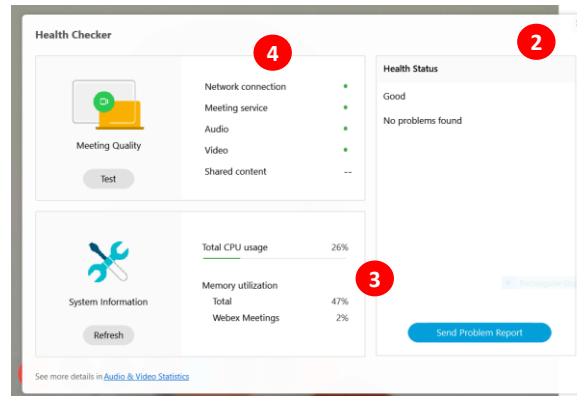 Health Checker
4
2
Network connection
Meeting service
Audio
Video
Shared content --
Meeting Quality
Test
Health Status
Good
No problems found
Total CPU usage 26%
Memory utilization
Total 47%
Webex Meetings 2%
3
System Information
Refresh
Send Problem Report
See more details in Audio & Video Statistics